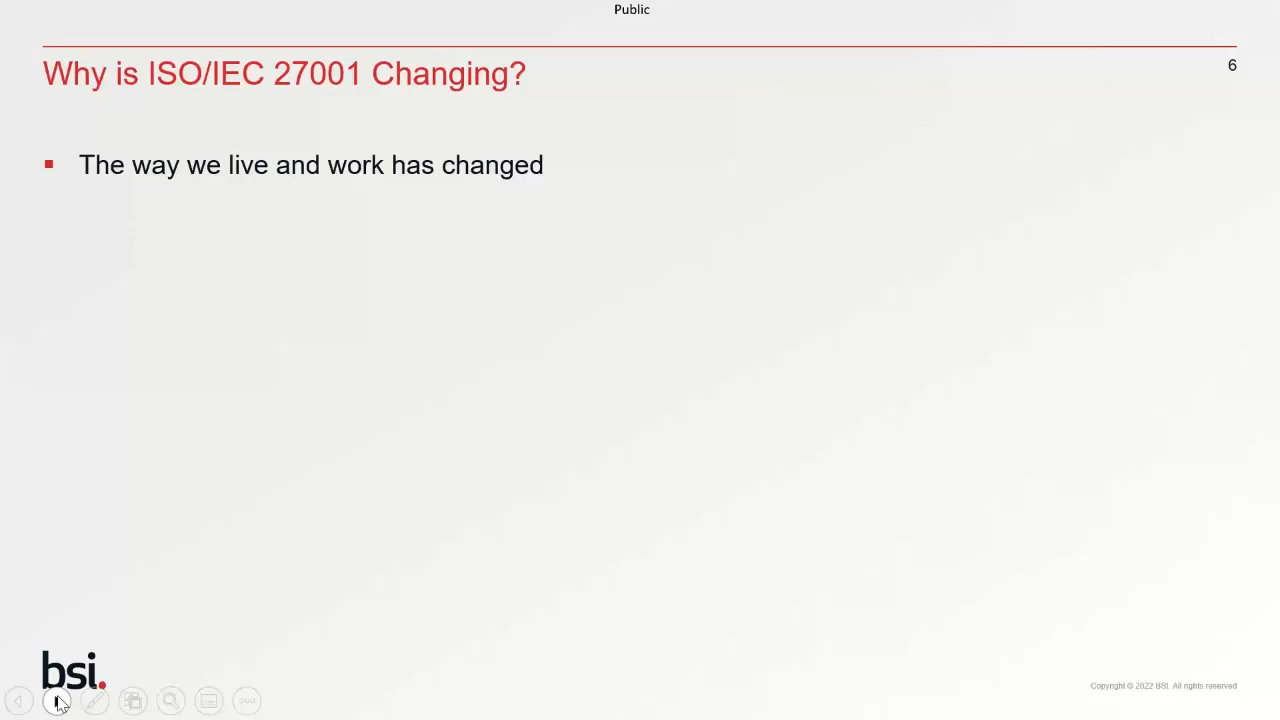 Public
Why is ISO/IEC 27001 Changing?
6
The way we live and work has changed
bsi.
Copyright © 2022 BSI. All rights reserved